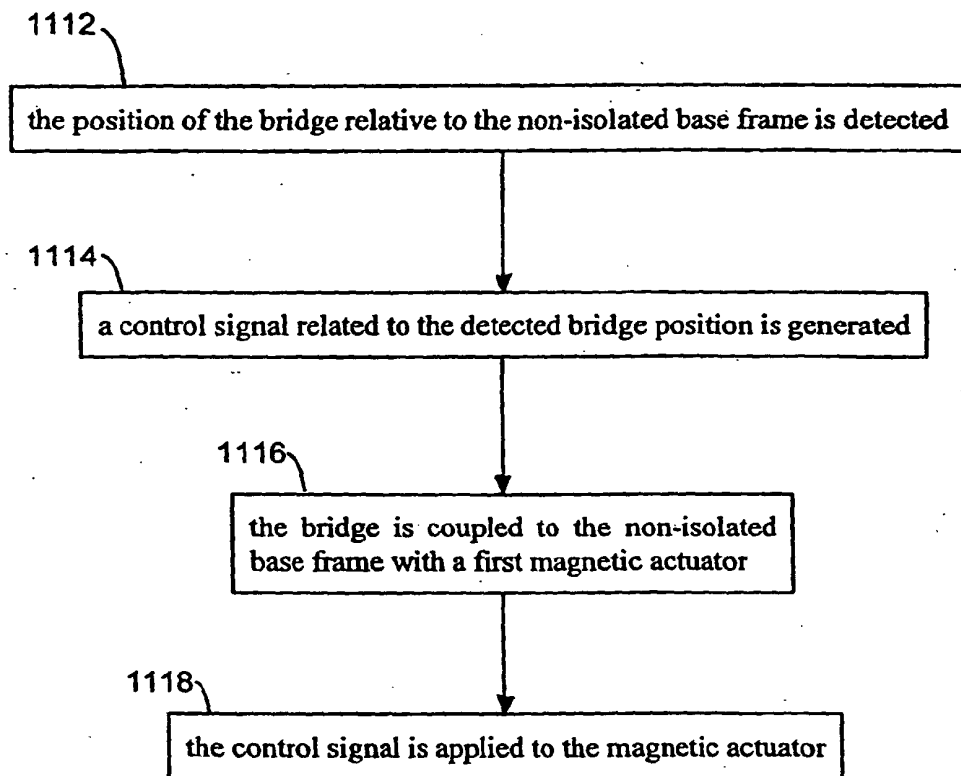 1112
the position of the bridge relative to the non-isolated base frame is detected
1114
a control signal related to the detected bridge position is generated
1116
the bridge is coupled to the non-isolated
base frame with a first magnetic actuator
1118
the control signal is applied to the magnetic actuator